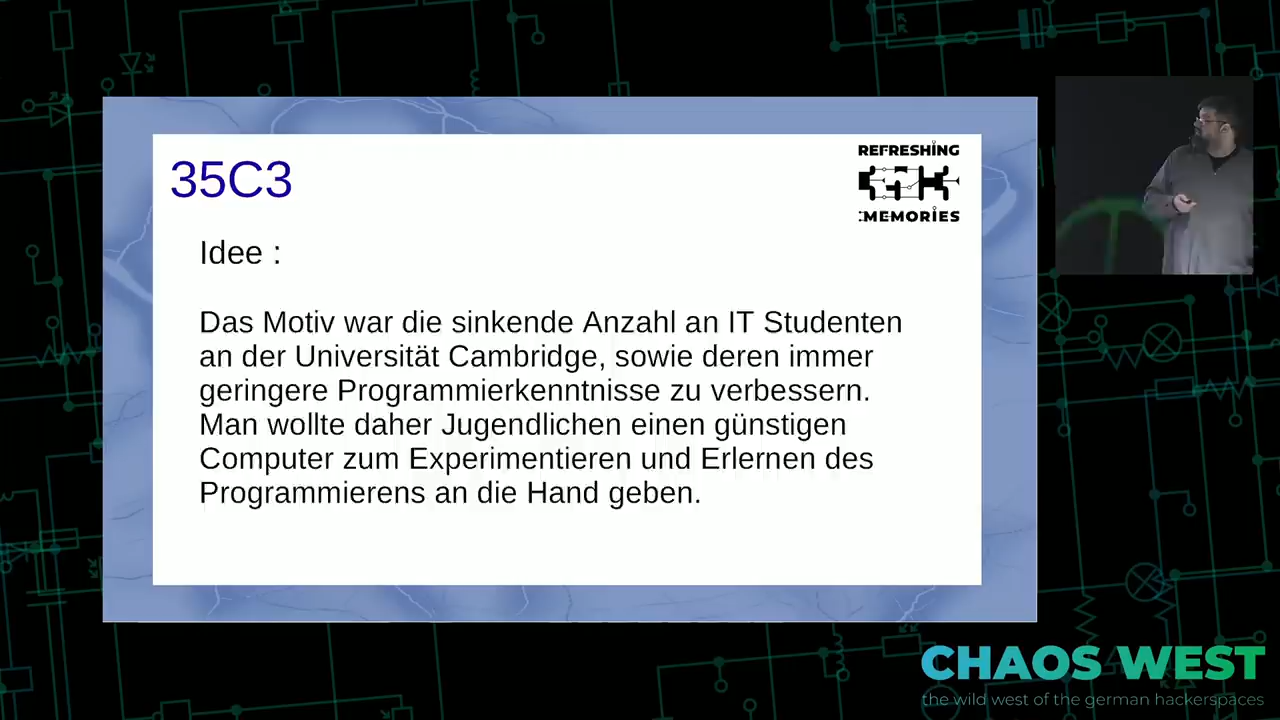 35C3
REFRESHING
:MEMORIES
Idee :
Das Motiv war die sinkende Anzahl an IT Studenten
an der Universität Cambridge, sowie deren immer
geringere Programmierkenntnisse zu verbessern.
Man wollte daher Jugendlichen einen günstigen
Computer zum Experimentieren und Erlernen des
Programmierens an die Hand geben.
CHAOS WEST
the wild west of the german hackerspaces